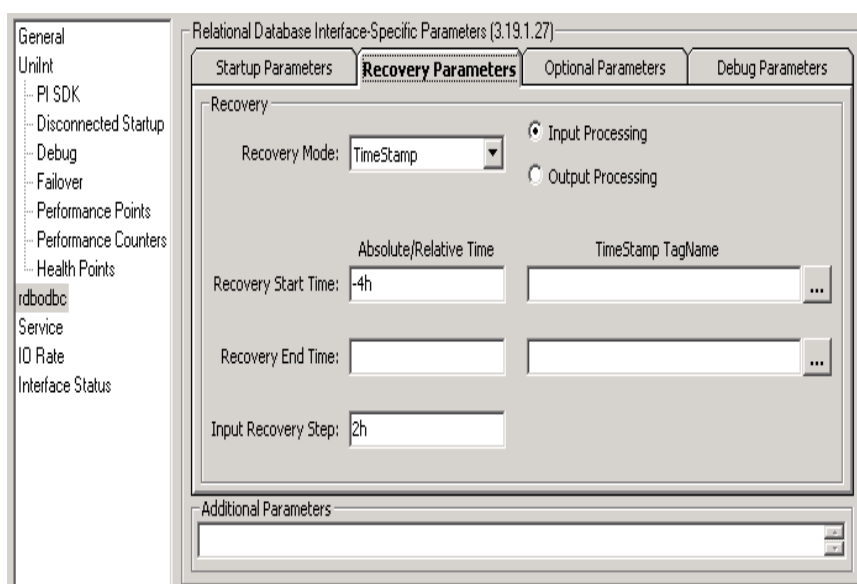 General
UniInt
PI SDK
Disconnected Startup
Debug
Failover
Performance Points
Performance Counters
Health Points
rdbodbc
Service
IO Rate
Interface Status
Relational Database Interface-Specific Parameters (3.19.1.27)
Startup Parameters
Recovery Parameters
Optional Parameters
Debug Parameters
Recovery
Recovery Mode: TimeStamp
Input Processing
Output Processing
Absolute/Relative Time
TimeStamp TagName
Recovery Start Time: -4h
...
Recovery End Time:
...
Input Recovery Step: 2h
Additional Parameters